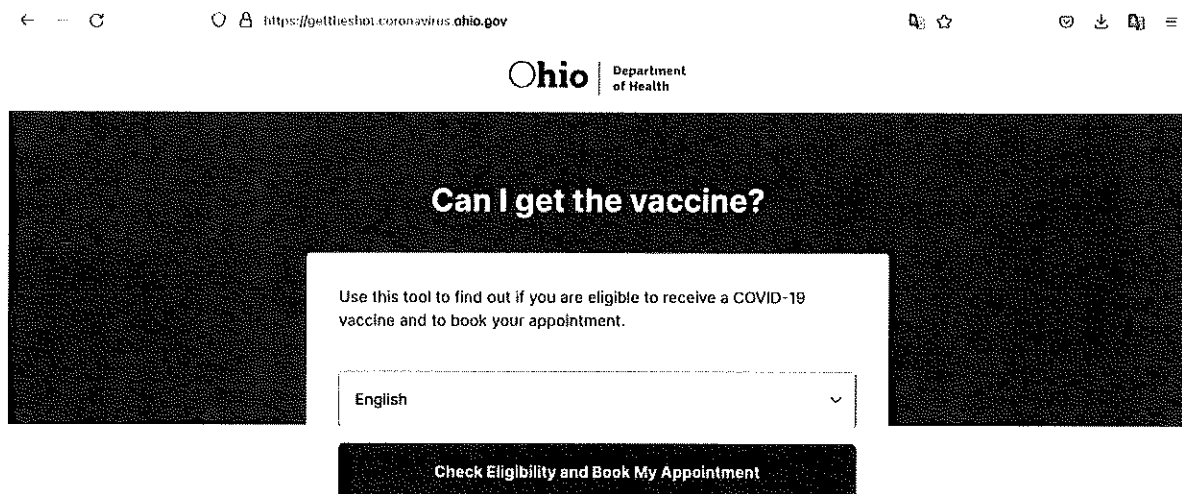 https://gettheshot.coronavirus.ohio.gov
Ohio | Department
of Health
Can I get the vaccine?
Use this tool to find out if you are eligible to receive a COVID-19
vaccine and to book your appointment.
English
Check Eligibility and Book My Appointment